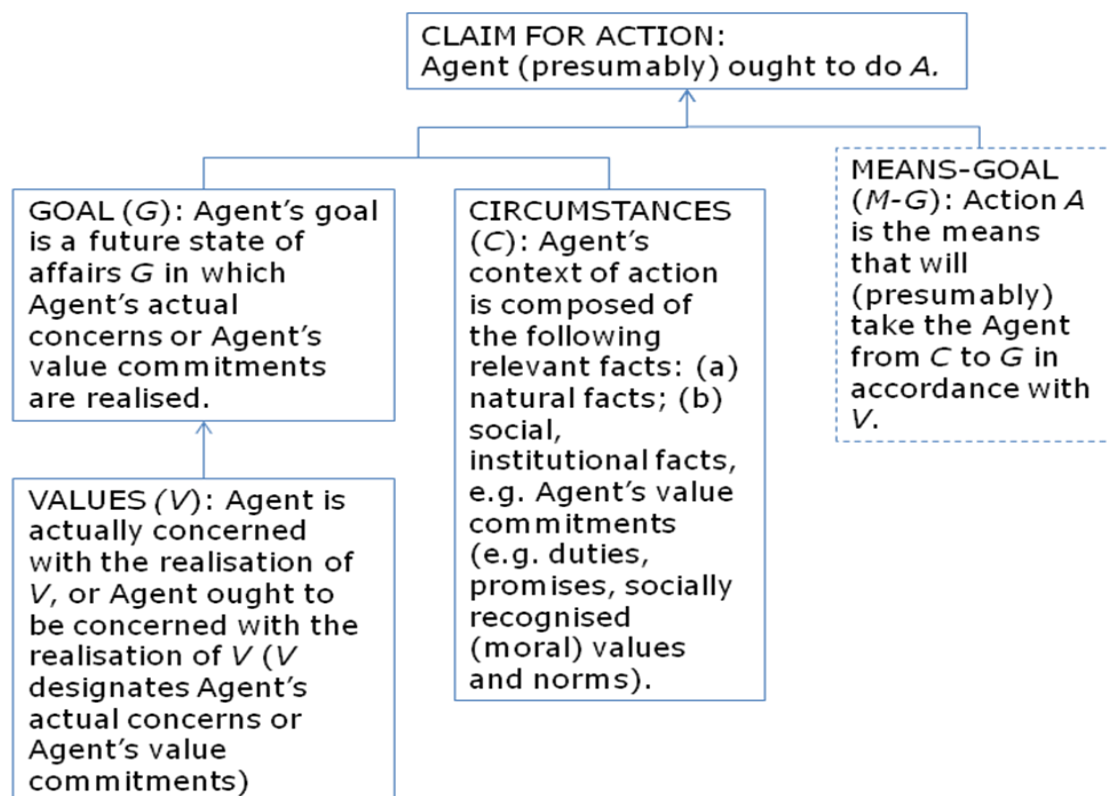 CLAIM FOR ACTION:
Agent (presumably) ought to do A.
GOAL (G): Agent's goal
is a future state of
affairs G in which
Agent's actual
concerns or Agent's
value commitments
are realised.
VALUES (V): Agent is
actually concerned
with the realisation of
V, or Agent ought to
be concerned with the
realisation of V (V
designates Agent's
actual concerns or
Agent's value
commitments)
CIRCUMSTANCES
(C): Agent's
context of action
is composed of
the following
relevant facts: (a)
natural facts; (b)
social,
institutional facts,
e.g. Agent's value
commitments
(e.g. duties,
promises, socially
recognised
(moral) values
and norms).
MEANS-GOAL
(M-G): Action A
is the means
that will
(presumably)
take the Agent
from C to G in
accordance with
V.